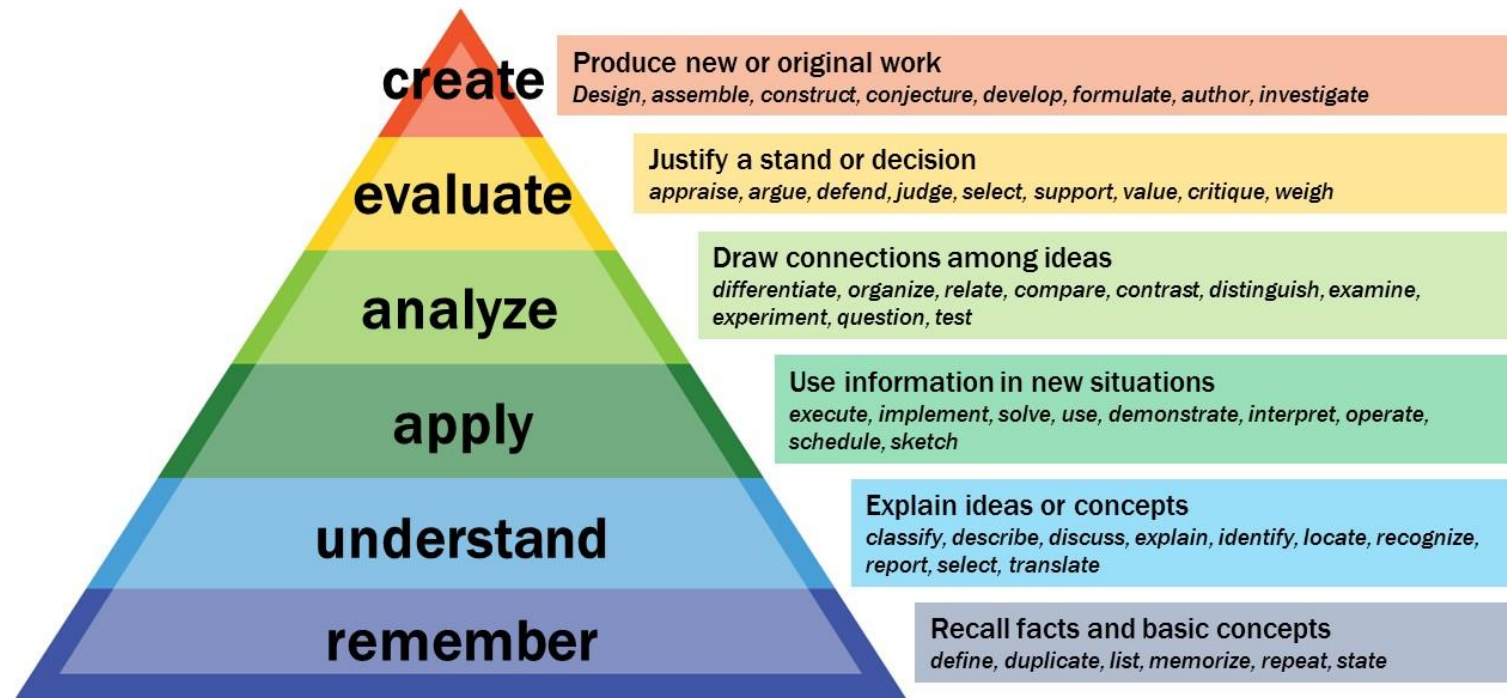 create
Produce new or original work
Design, assemble, construct, conjecture, develop, formulate, author, investigate
evaluate
Justify a stand or decision
appraise, argue, defend, judge, select, support, value, critique, weigh
analyze
Draw connections among ideas
differentiate, organize, relate, compare, contrast, distinguish, examine,
experiment, question, test
apply
Use information in new situations
execute, implement, solve, use, demonstrate, interpret, operate,
schedule, sketch
understand
Explain ideas or concepts
classify, describe, discuss, explain, identify, locate, recognize,
report, select, translate
remember
Recall facts and basic concepts
define, duplicate, list, memorize, repeat, state